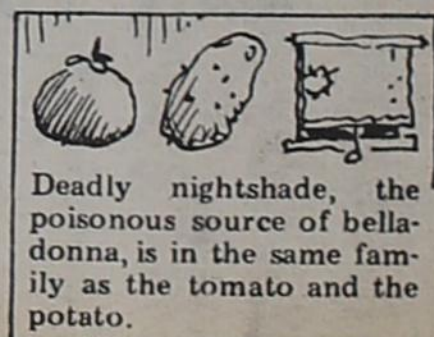 Deadly nightshade, the
poisonous source of bella-
donna, is in the same fam-
ily as the tomato and the
potato.